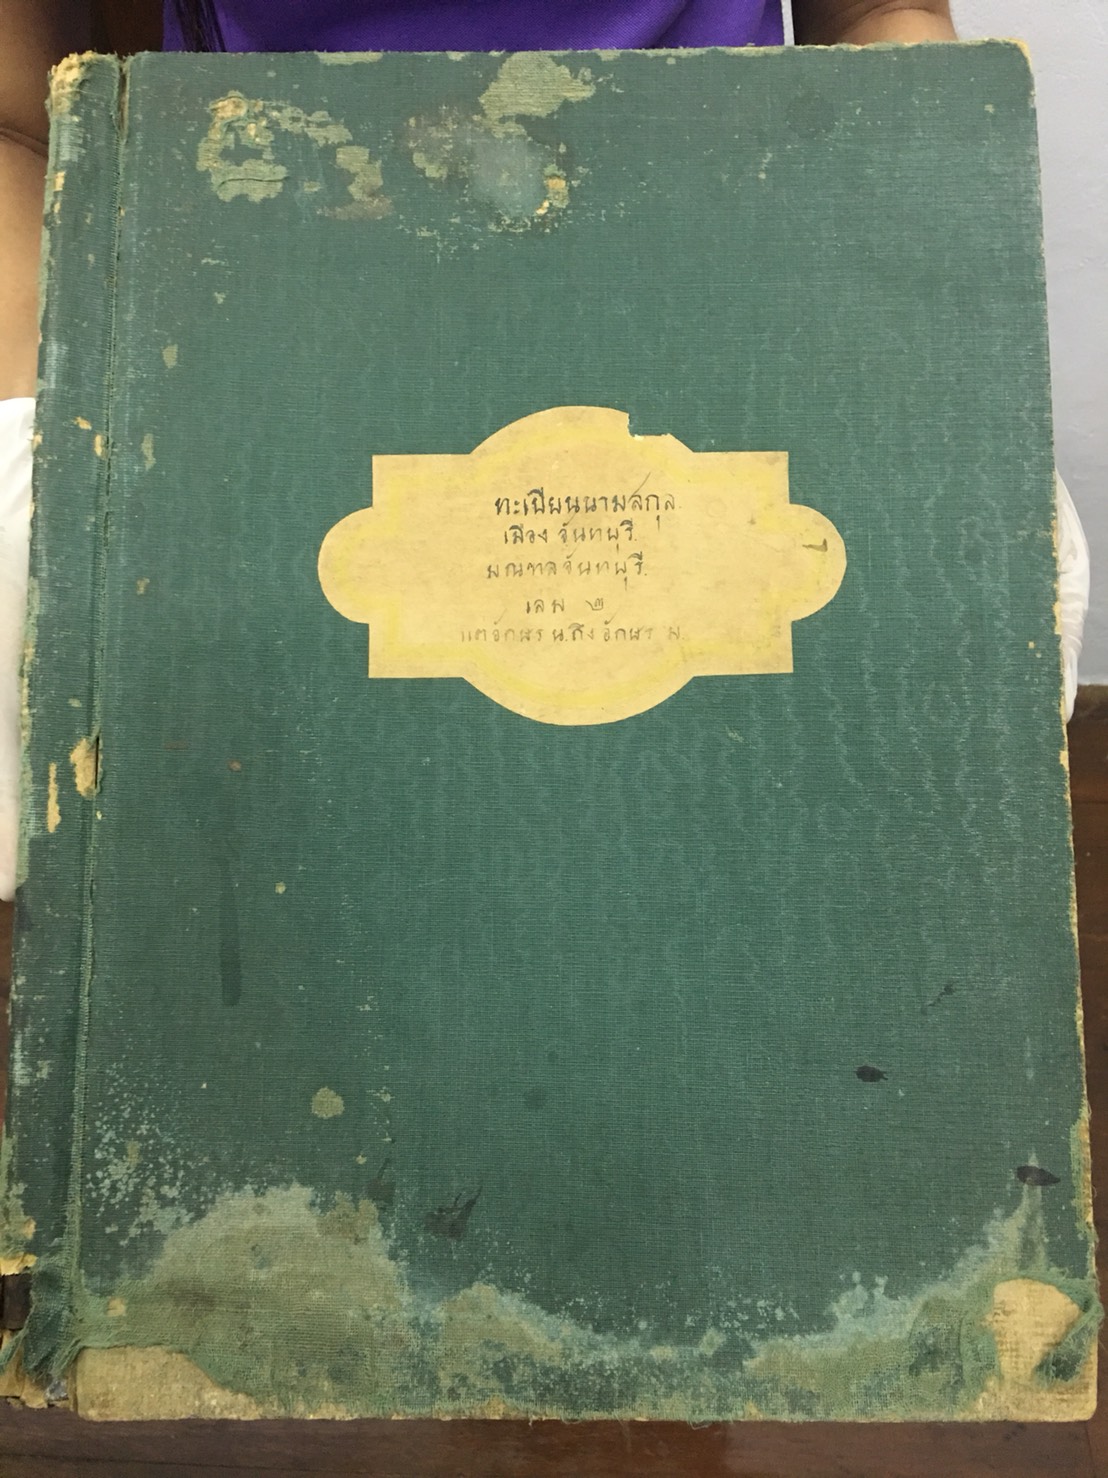 ทะเบียนนามสกุล
เมือง จันทบุรี.
มณฑลจันทบุรี.
เล่ม ๒
แต่อักษร น.ถึงอักษร ม.